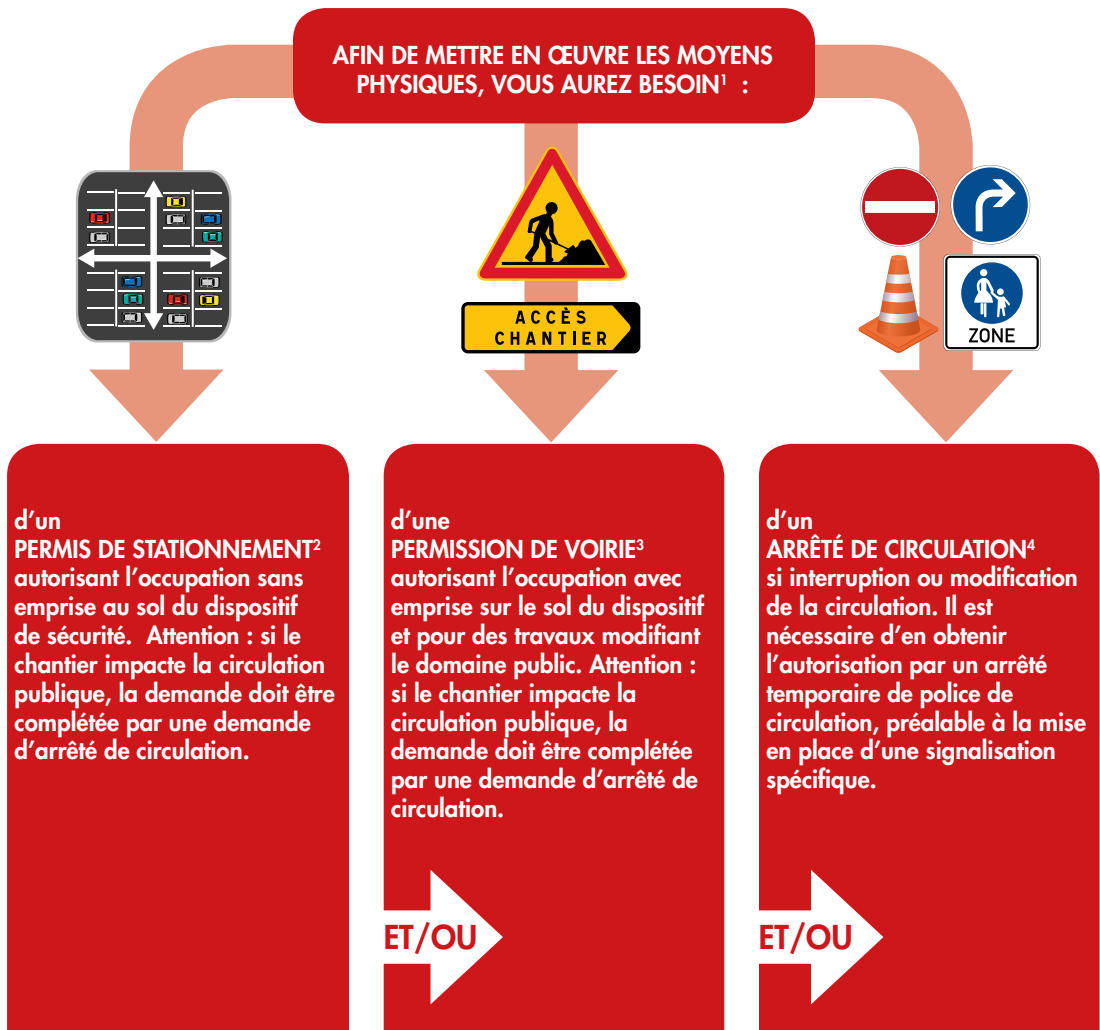 AFIN DE METTRE EN ŒUVRE LES MOYENS
PHYSIQUES, VOUS AUREZ BESOIN¹ :
ACCÈS
CHANTIER
ZONE
d’un
PERMIS DE STATIONNEMENT²
autorisant l’occupation sans
emprise au sol du dispositif
de sécurité. Attention : si le
chantier impacte la circulation
publique, la demande doit être
complétée par une demande
d’arrêté de circulation.
d’une
PERMISSION DE VOIRIE³
autorisant l’occupation avec
emprise sur le sol du dispositif
et pour des travaux modifiant
le domaine public. Attention :
si le chantier impacte la
circulation publique, la
demande doit être complétée
par une demande d’arrêté de
circulation.
ET/OU
d’un
ARRÊTÉ DE CIRCULATION⁴
si interruption ou modification
de la circulation. Il est
nécessaire d’en obtenir
l’autorisation par un arrêté
temporaire de police de
circulation, préalable à la mise
en place d’une signalisation
spécifique.
ET/OU